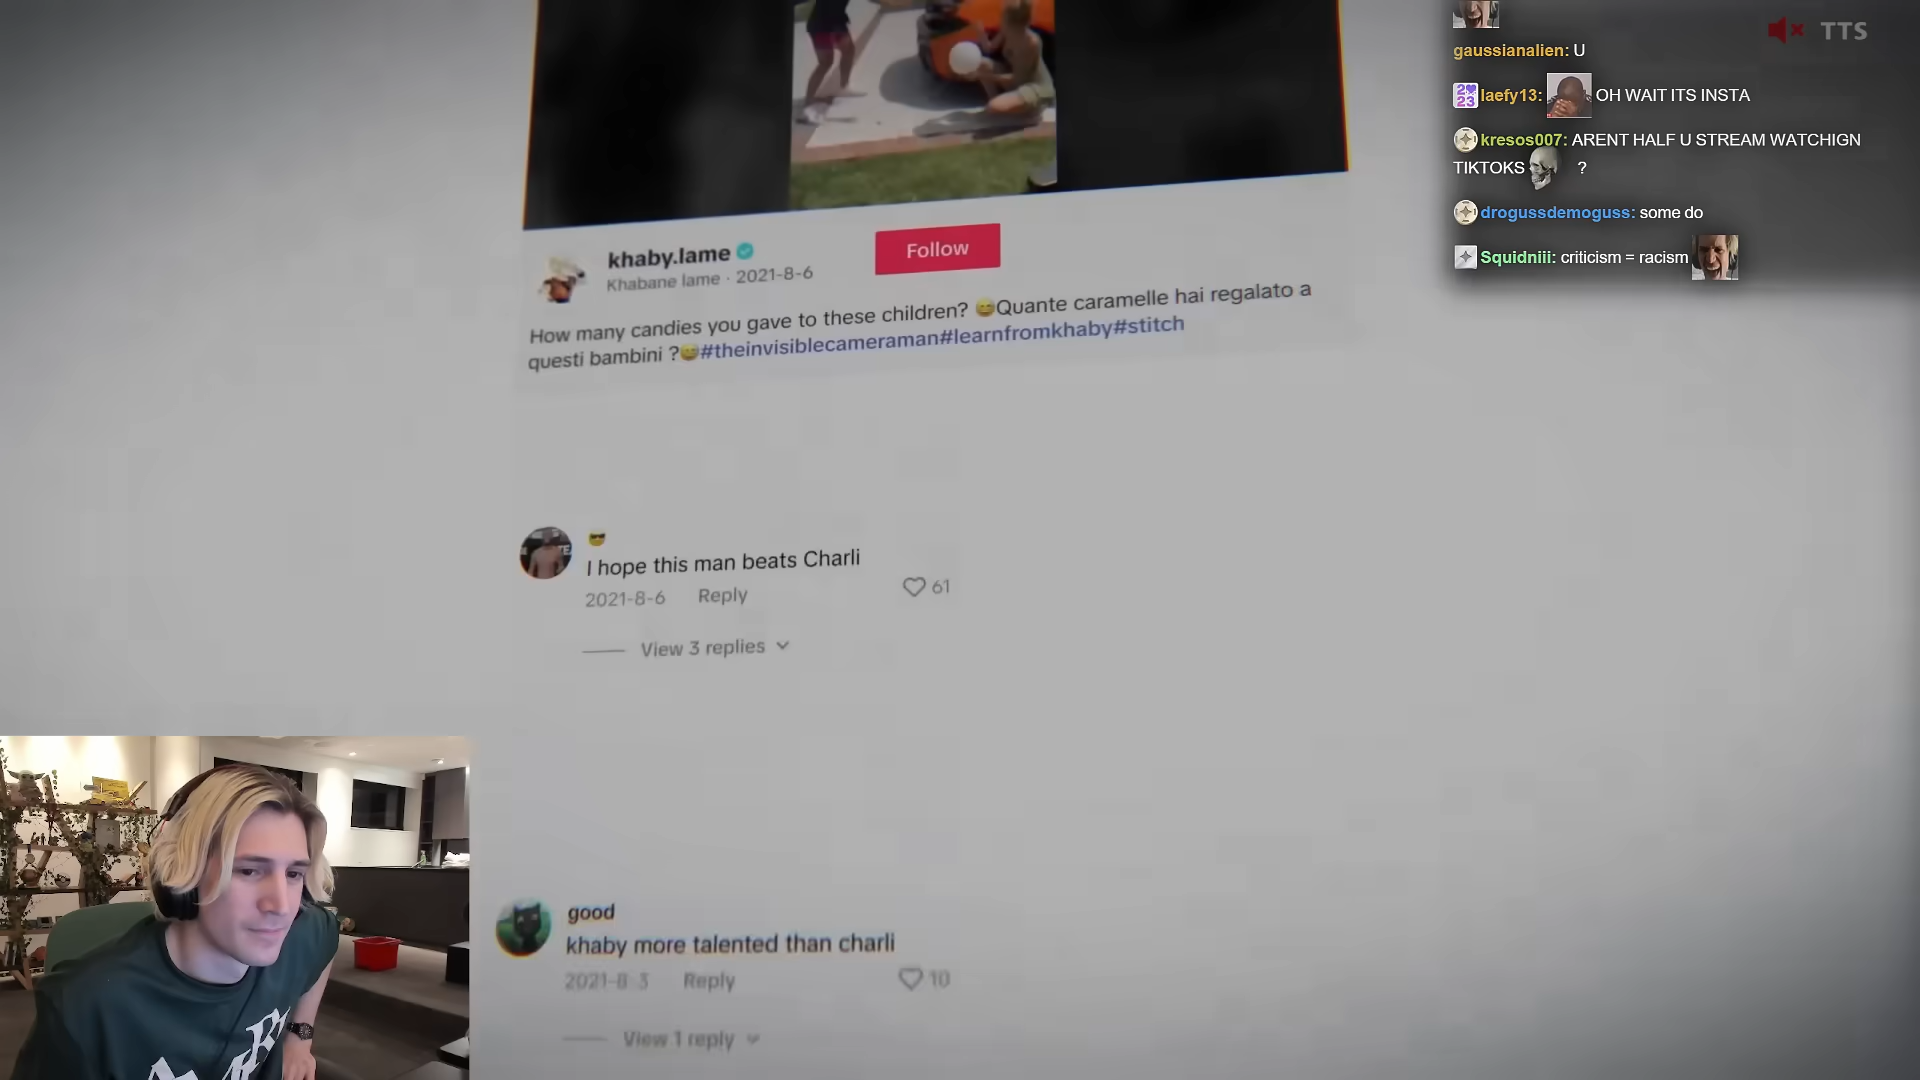 TTS
gaussianalien: U
laefy13: OH WAIT ITS INSTA
kresos007: ARENT HALF U STREAM WATCHIGN
TIKTOKS ?
drogussdemoguss: some do
Squidniii: criticism = racism
khaby.lame
Khabane lame · 2021-8-6
Follow
How many candies you gave to these children? 😅Quante caramelle hai regalato a
questi bambini ?😅#theinvisiblecameraman#learnfromkhaby#stitch
😎
I hope this man beats Charli
2021-8-6 Reply
61
View 3 replies
good
khaby more talented than charli
2021-8-3 Reply
10
View 1 reply